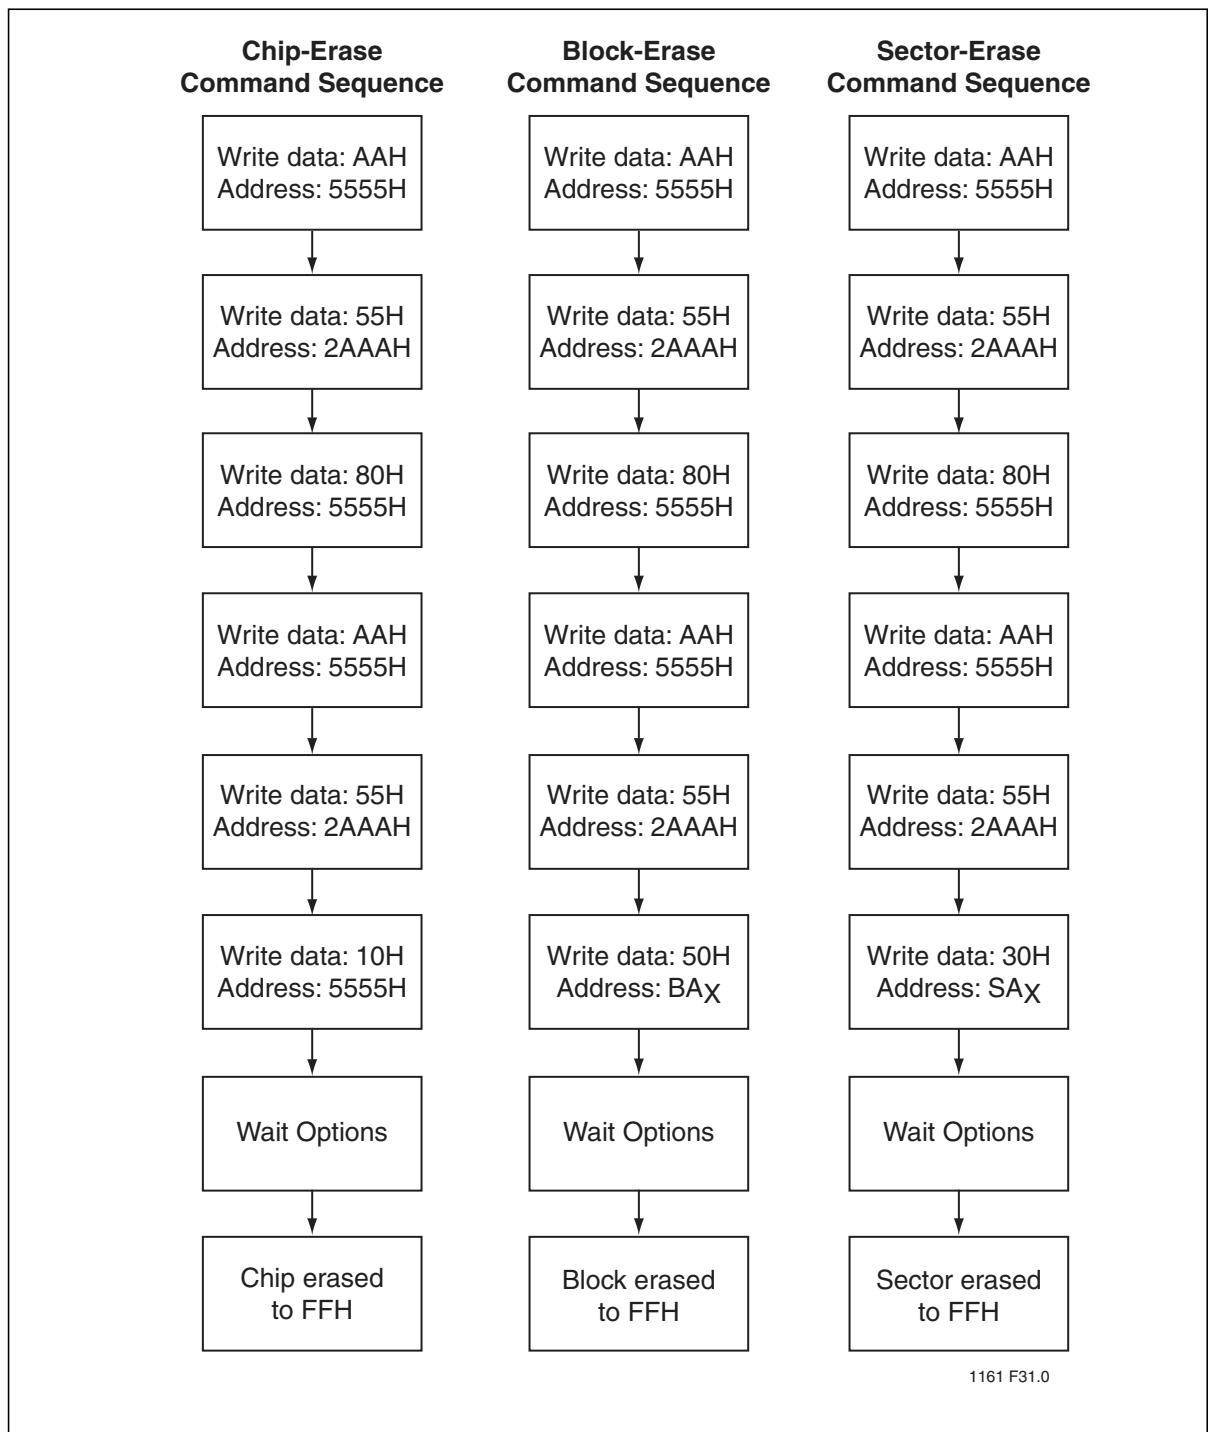 Chip-Erase
Command Sequence
Write data: AAH
Address: 5555H
Write data: 55H
Address: 2AAAH
Write data: 80H
Address: 5555H
Write data: AAH
Address: 5555H
Write data: 55H
Address: 2AAAH
Write data: 10H
Address: 5555H
Wait Options
Chip erased
to FFH
Block-Erase
Command Sequence
Write data: AAH
Address: 5555H
Write data: 55H
Address: 2AAAH
Write data: 80H
Address: 5555H
Write data: AAH
Address: 5555H
Write data: 55H
Address: 2AAAH
Write data: 50H
Address: BAX
Wait Options
Block erased
to FFH
Sector-Erase
Command Sequence
Write data: AAH
Address: 5555H
Write data: 55H
Address: 2AAAH
Write data: 80H
Address: 5555H
Write data: AAH
Address: 5555H
Write data: 55H
Address: 2AAAH
Write data: 30H
Address: SAX
Wait Options
Sector erased
to FFH
1161 F31.0